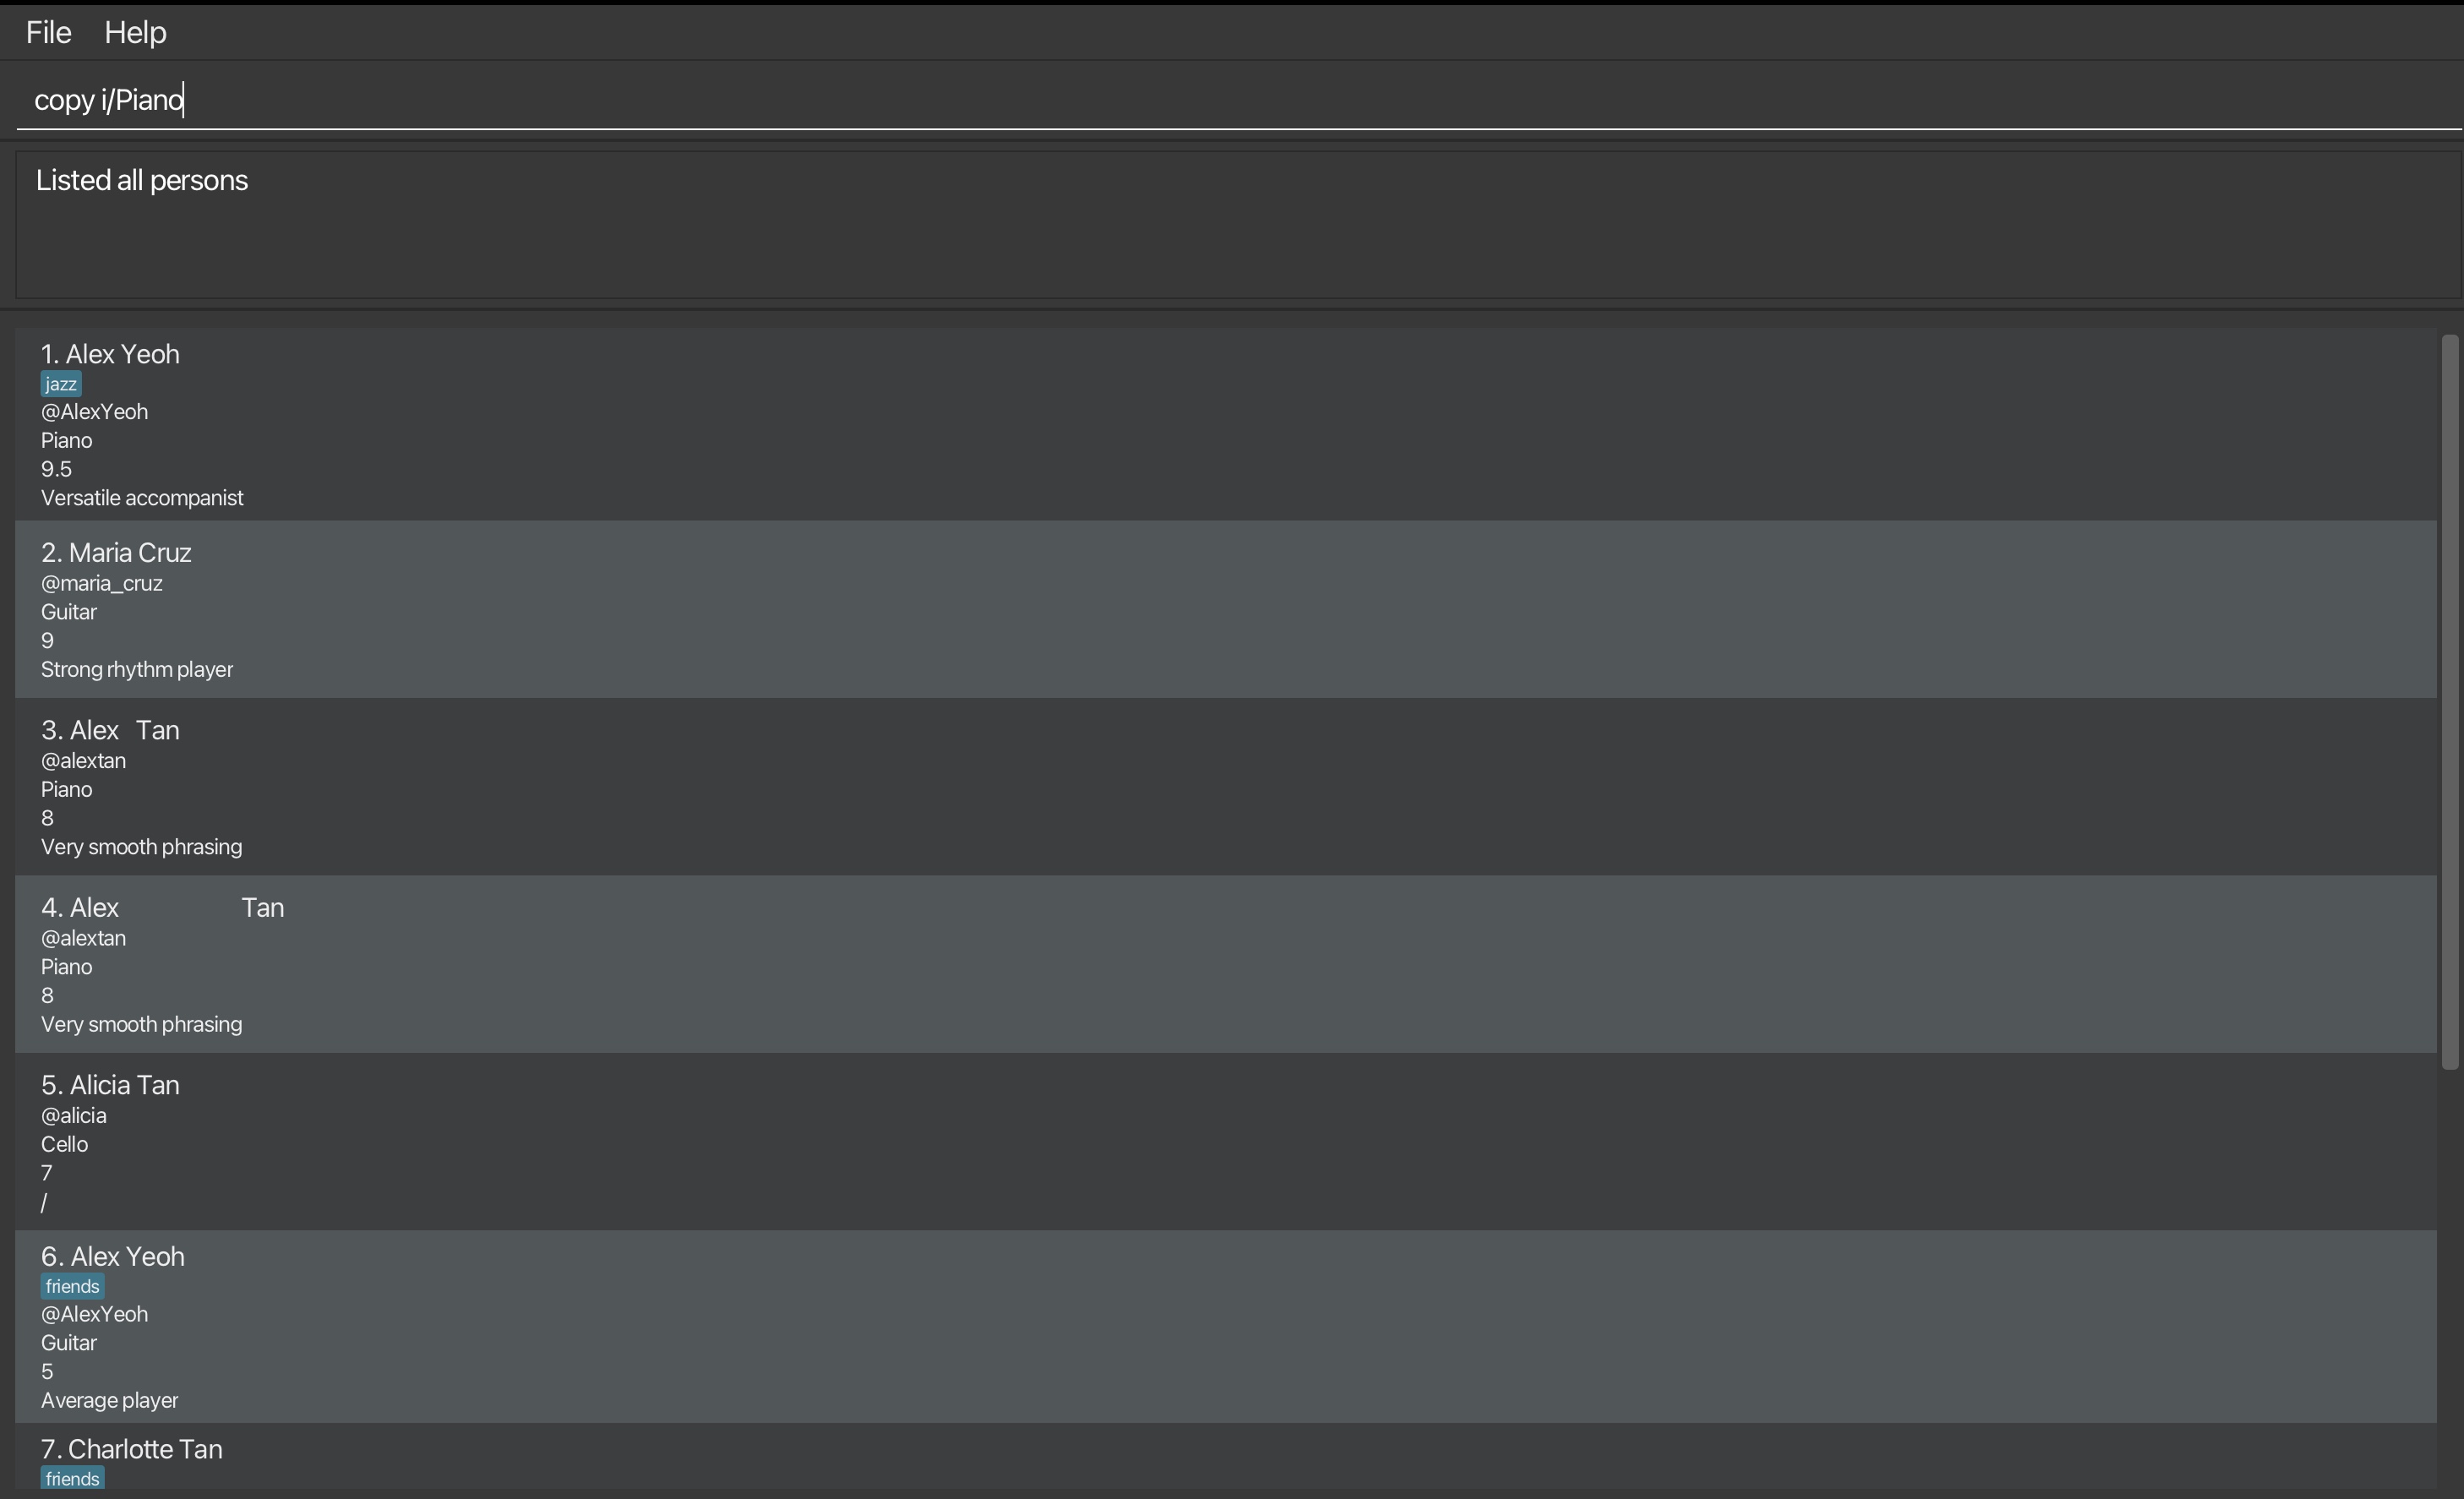 File Help
copy i/Piano
Listed all persons
1. Alex Yeoh
jazz
@AlexYeoh
Piano
9.5
Versatile accompanist
2. Maria Cruz
@maria_cruz
Guitar
9
Strong rhythm player
3. Alex   Tan
@alextan
Piano
8
Very smooth phrasing
4. Alex                    Tan
@alextan
Piano
8
Very smooth phrasing
5. Alicia Tan
@alicia
Cello
7
/
6. Alex Yeoh
friends
@AlexYeoh
Guitar
5
Average player
7. Charlotte Tan
friends